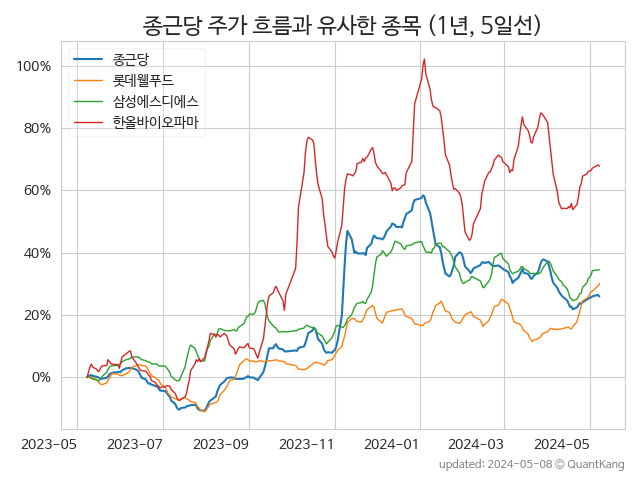 종근당 주가 흐름과 유사한 종목 (1년, 5일선)
종근당
롯데웰푸드
삼성에스디에스
한올바이오파마
100%
80%
60%
40%
20%
0%
2023-05 2023-07 2023-09 2023-11 2024-01 2024-03 2024-05
updated: 2024-05-08 © QuantKang